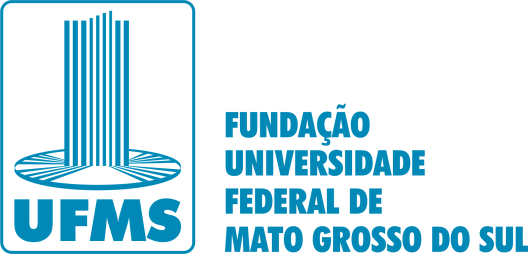 UFMS
FUNDAÇÃO
UNIVERSIDADE
FEDERAL DE
MATO GROSSO DO SUL